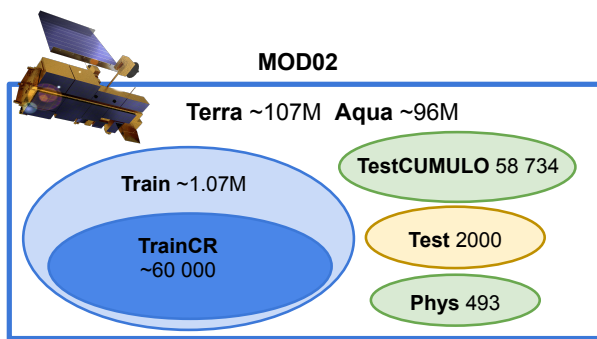 MOD02
Terra ~107M Aqua ~96M
Train ~1.07M
TrainCR
~60 000
TestCUMULO 58 734
Test 2000
Phys 493